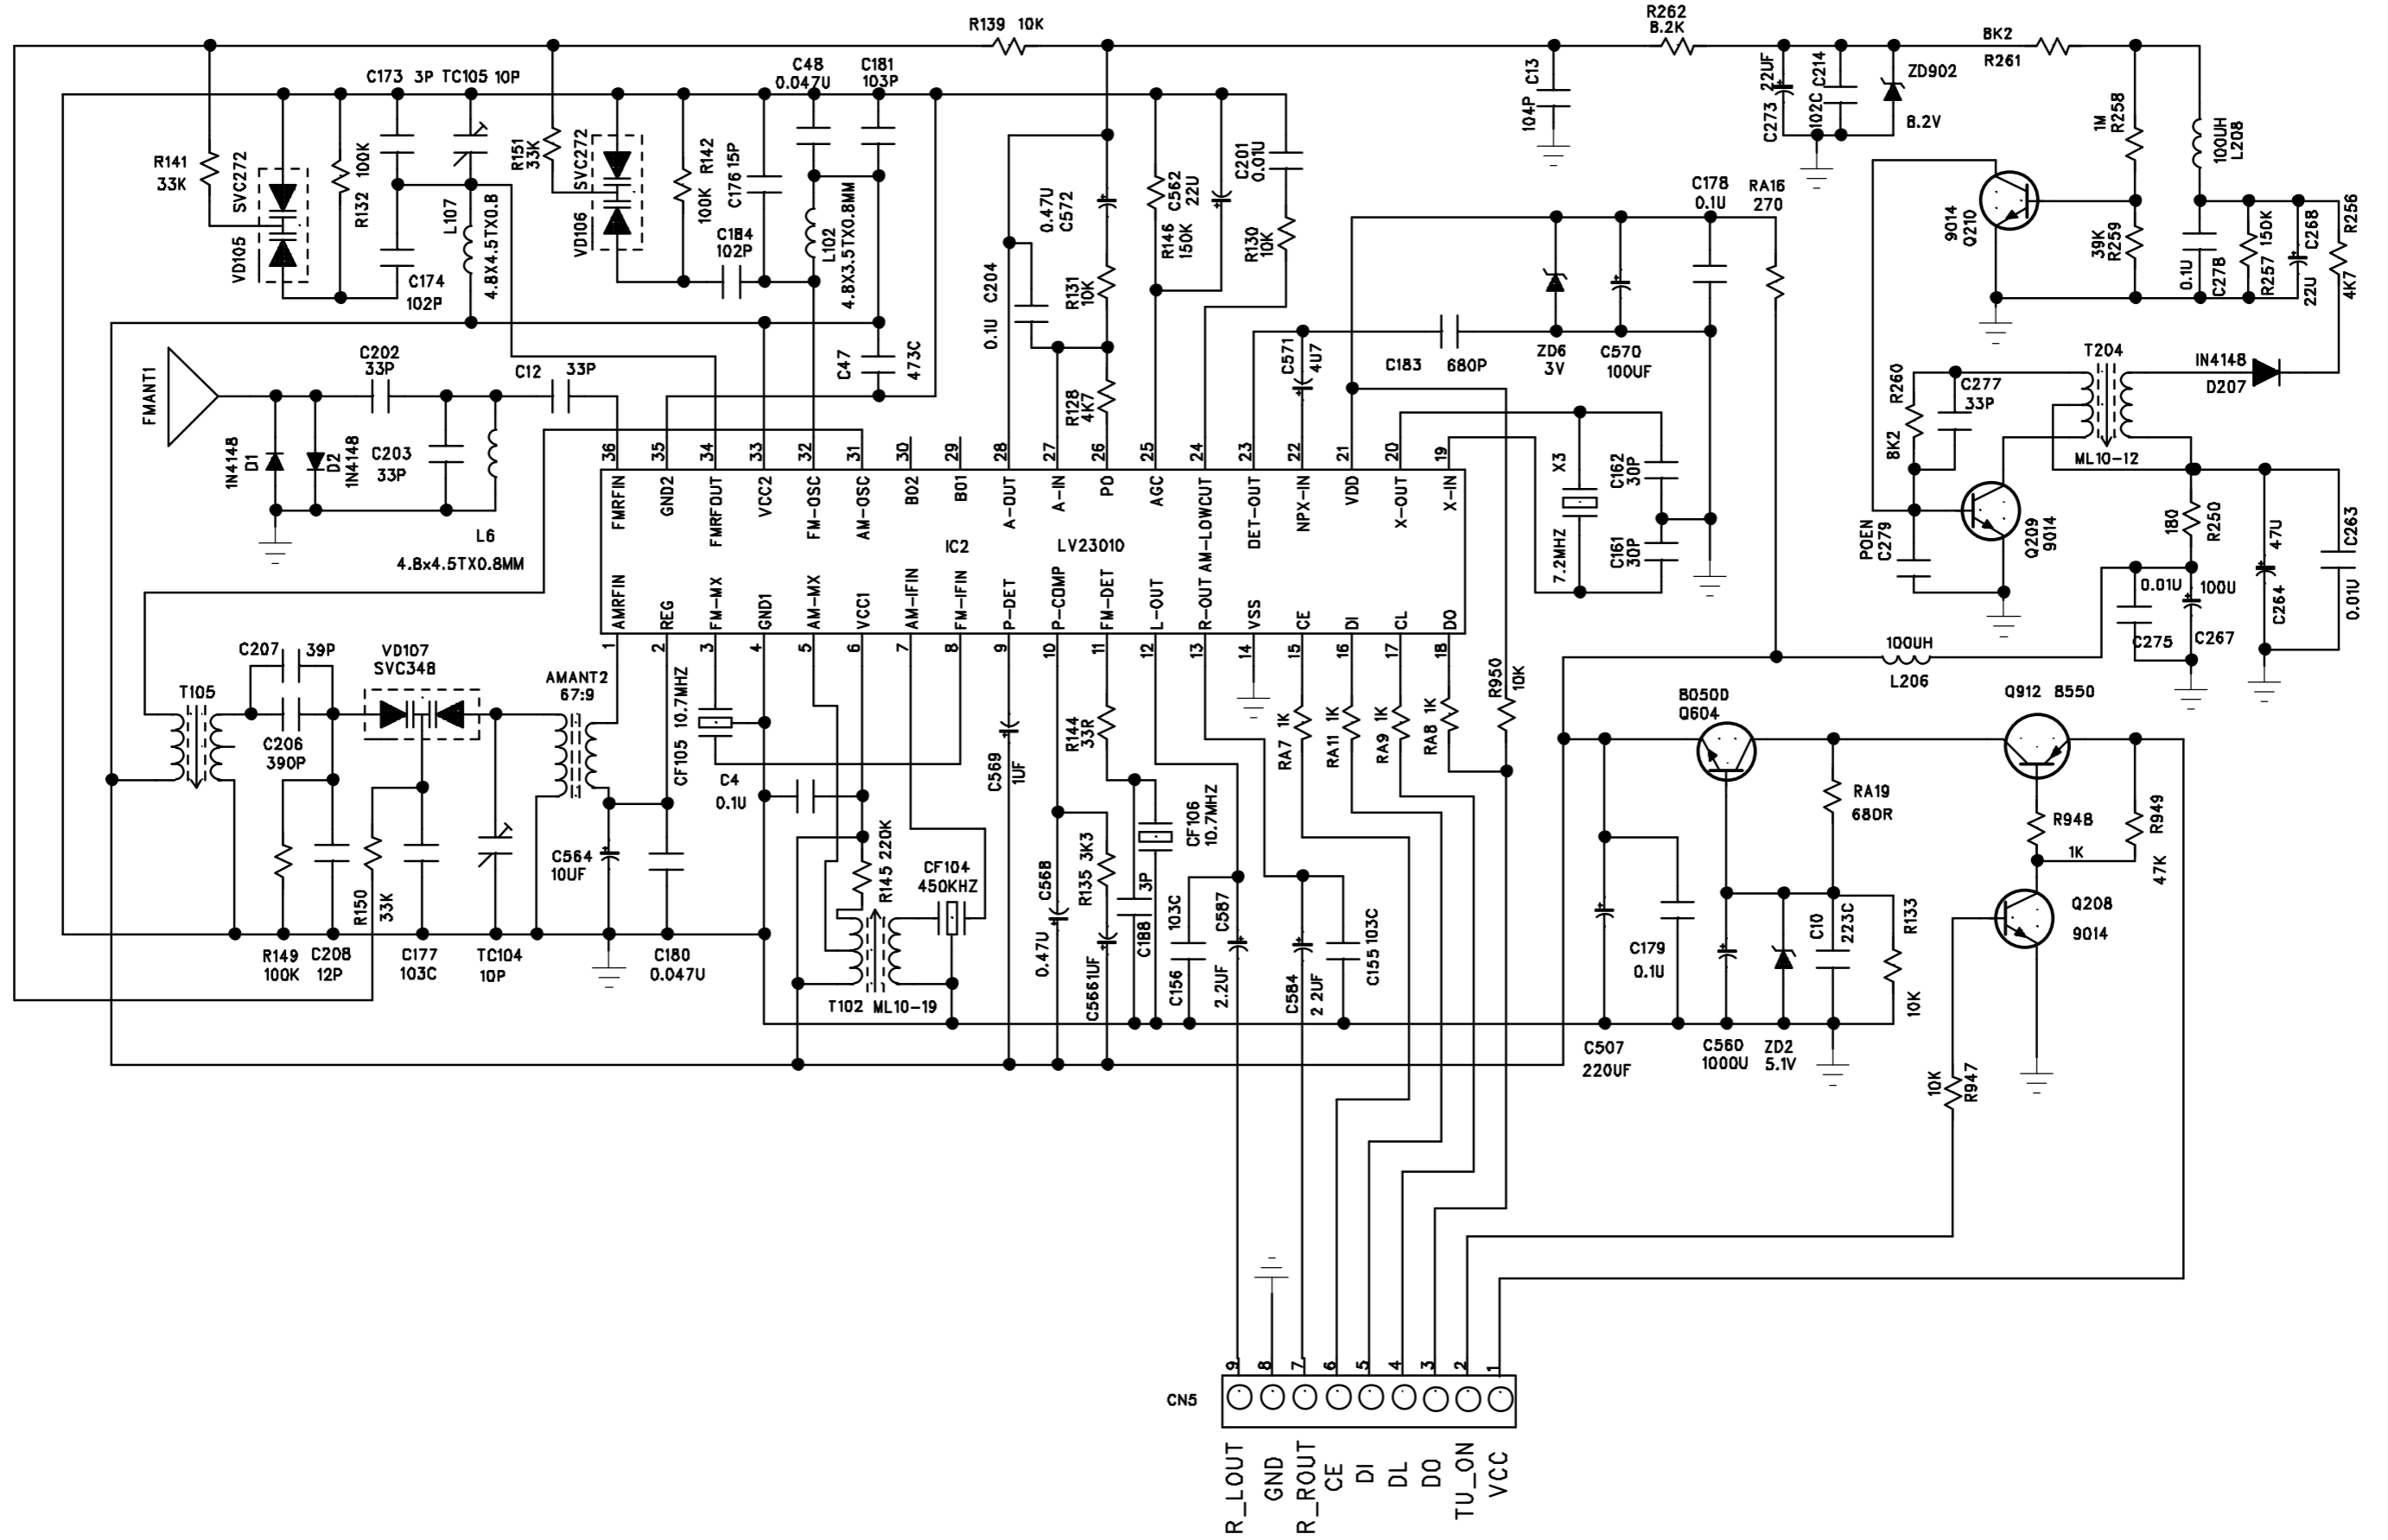 R139 10K
R262
8.2K
8K2
R261
C173 3P TC105 10P
C48
0.047U
C181
103P
C13
104P
22UF
C273
C214
102C
ZD902
8.2V
1M
R258
100UH
L208
R141
33K
SVC272
VD105
100K
R132
L107
4.8X4.5TX0.8
C174
102P
R151
33K
SVC272
VD106
R142
100K
C176 15P
C184
102P
L102
4.8X3.5TX0.8MM
0.47U
C572
C204
0.1U
R131
10K
C562
22U
R146
150K
C201
0.01U
R130
10K
C178
0.1U
RA16
270
9014
Q210
39K
R259
0.1U
C278
R257 150K
C268
22U
R256
4K7
FMANT1
C202
33P
C12
33P
C47
473C
R128
4K7
C571
4U7
C183
680P
ZD6
3V
C570
100UF
T204
IN4148
D207
R260
8K2
C277
33P
ML10-12
1N4148
D1
D2
1N4148
C203
33P
L6
4.8x4.5TX0.8MM
36
35
34
33
32
31
30
29
28
27
26
25
24
23
22
21
20
19
FMRFIN
GND2
FMRFOUT
VCC2
FM-OSC
AM-OSC
BO2
BO1
A-OUT
A-IN
PO
AGC
AM-LOWCUT
DET-OUT
NPX-IN
VDD
X-OUT
X-IN
IC2
LV23010
AMRFIN
REG
FM-MX
GND1
AM-MX
VCC1
AM-IFIN
FM-IFIN
P-DET
P-COMP
FM-DET
L-OUT
R-OUT
VSS
CE
DI
CL
DO
1
2
3
4
5
6
7
8
9
10
11
12
13
14
15
16
17
18
X3
7.2MHZ
C162
30P
C161
30P
POEN
C279
Q209
9014
180
R250
47U
C264
C263
0.01U
0.01U
C275
100U
C267
100UH
L206
C207 39P
T105
C206
390P
VD107
SVC348
AMANT2
67:9
CF105 10.7MHZ
C4
0.1U
C569
1UF
R144
33R
CF106
10.7MHZ
RA7 1K
RA11 1K
RA9 1K
RA8 1K
R950
10K
8050D
Q604
Q912 8550
RA19
680R
R948
1K
R949
47K
C564
10UF
R145 220K
CF104
450KHZ
C568
0.47U
R135 3K3
C566 1UF
3P
C188
103C
C156
C587
2.2UF
C584
2 2UF
C155 103C
C179
0.1U
C10
223C
R133
10K
Q208
9014
R149
100K
C208
12P
R150
33K
C177
103C
TC104
10P
C180
0.047U
T102 ML10-19
C507
220UF
C560
1000U
ZD2
5.1V
10K
R947
CN5
9
8
7
6
5
4
3
2
1
R_LOUT
GND
R_ROUT
CE
DI
DL
DO
TU_ON
VCC